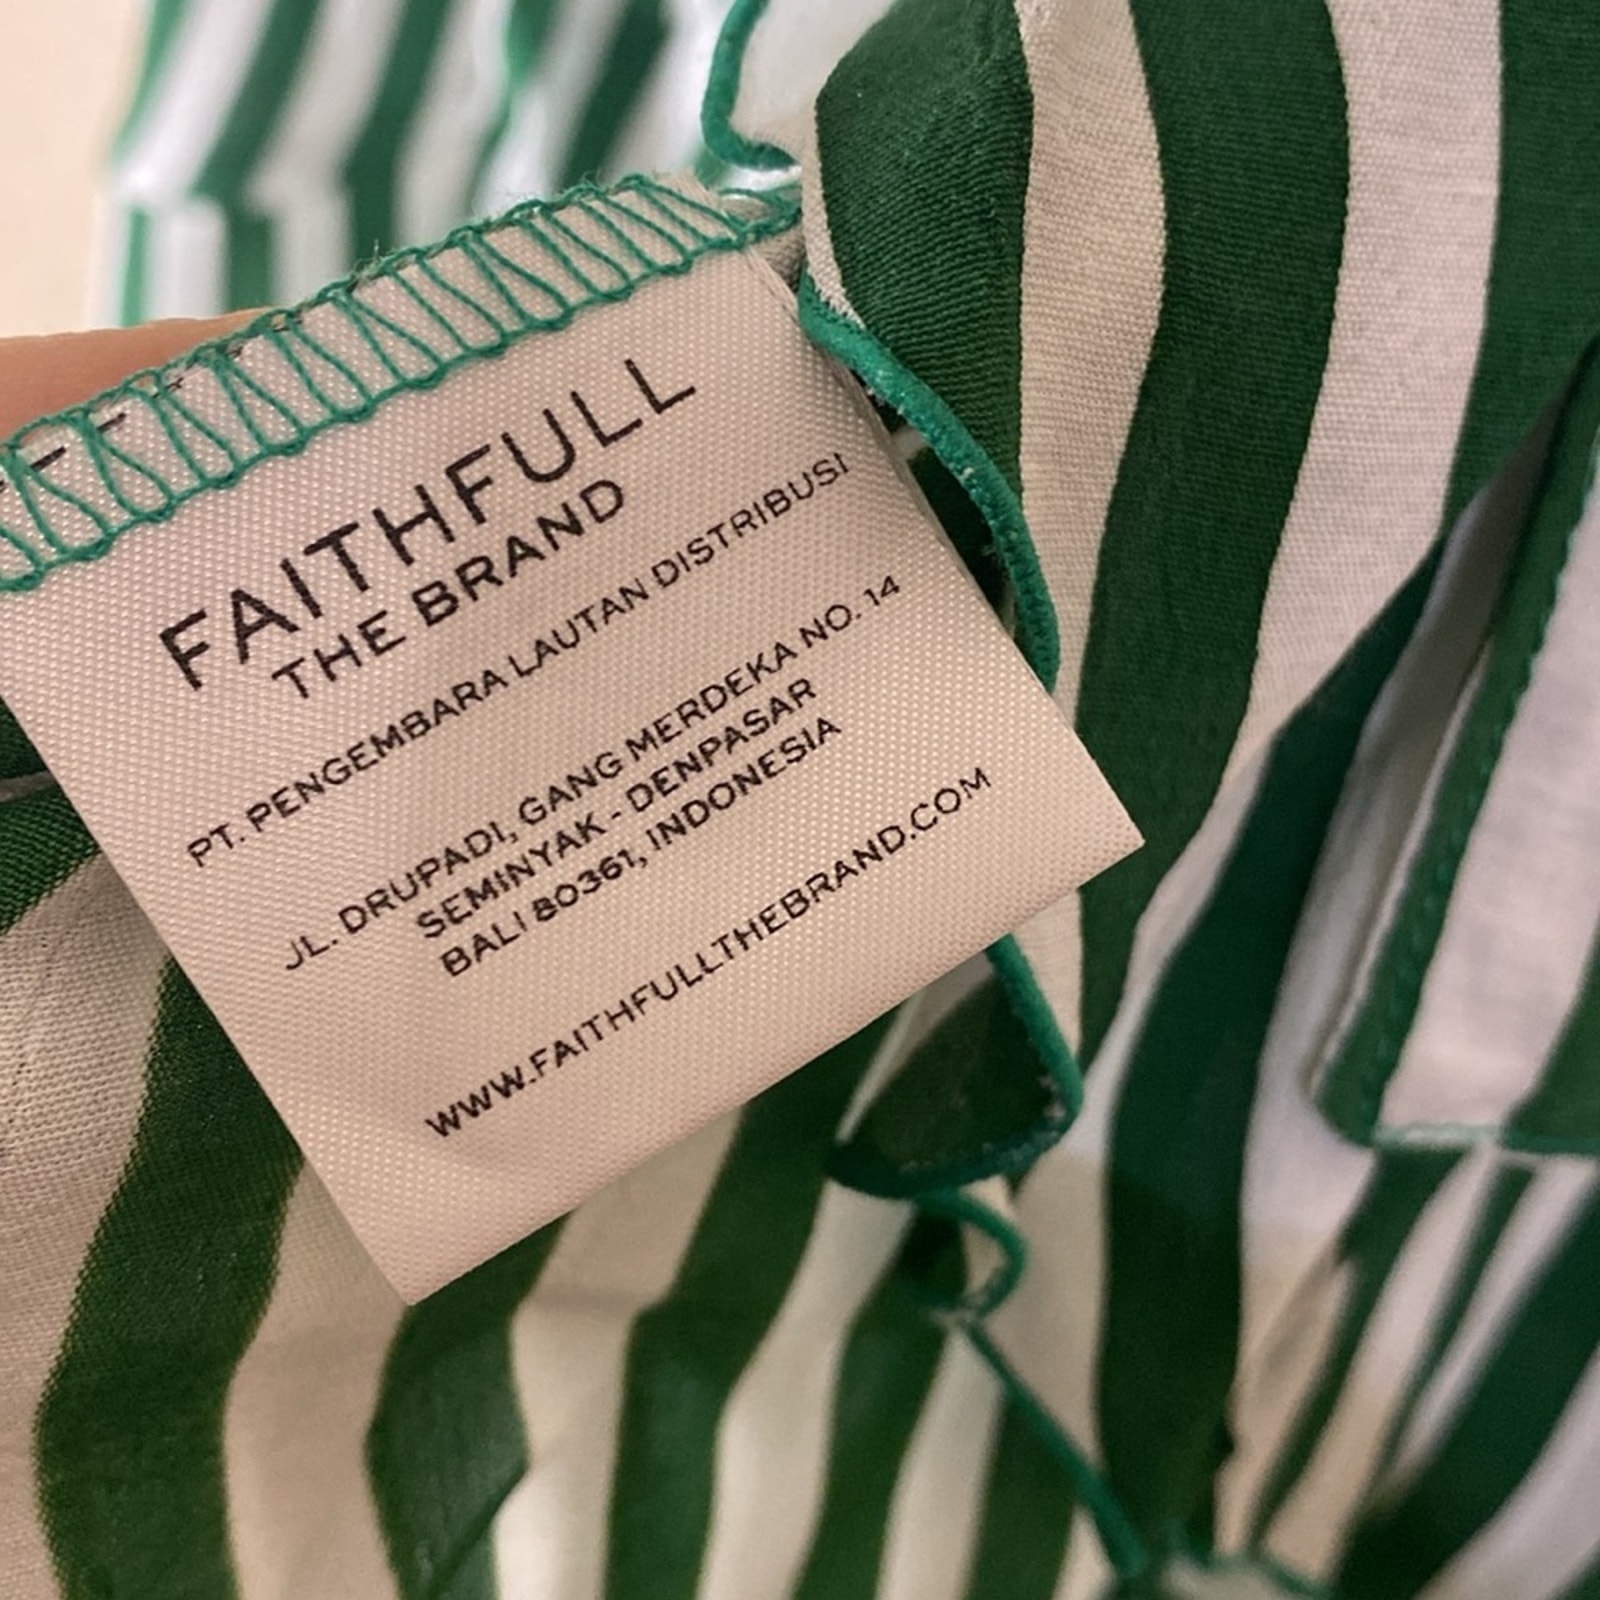 FAITHFULL
THE BRAND
PT. PENGEMBARA LAUTAN DISTRIBUSI
JL. DRUPADI, GANG MERDEKA NO. 14
SEMINYAK - DENPASAR
BALI 80361, INDONESIA
WWW.FAITHFULLTHEBRAND.COM